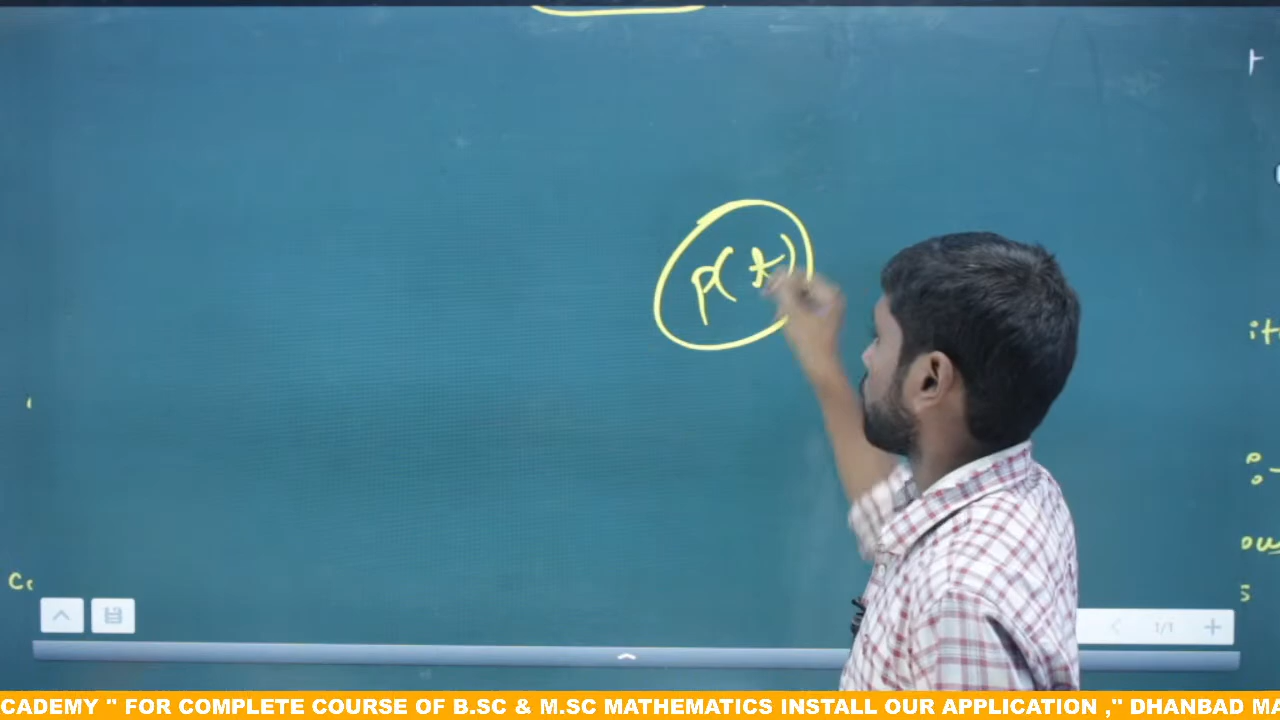 p(t)
1/1
CADEMY " FOR COMPLETE COURSE OF B.SC & M.SC MATHEMATICS INSTALL OUR APPLICATION ," DHANBAD MA